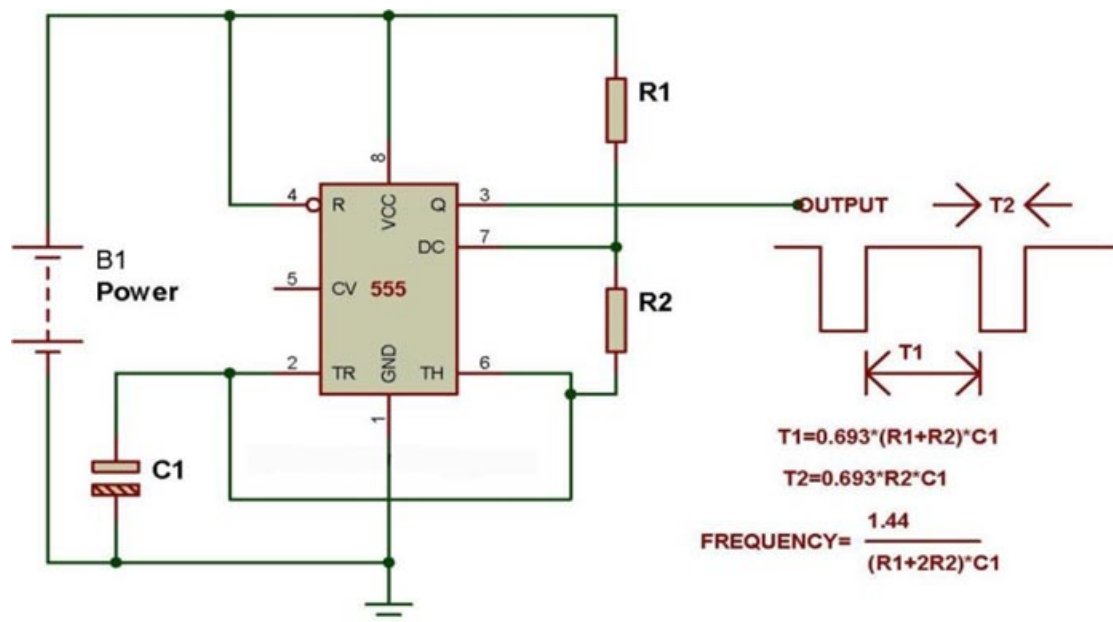 R1
8
4
R
VCC
Q
3
OUTPUT
T2
DC
7
B1
Power
5
CV
555
R2
T1
2
TR
GND
TH
6
1
C1
T1=0.693*(R1+R2)*C1
T2=0.693*R2*C1
FREQUENCY= 1.44
(R1+2R2)*C1